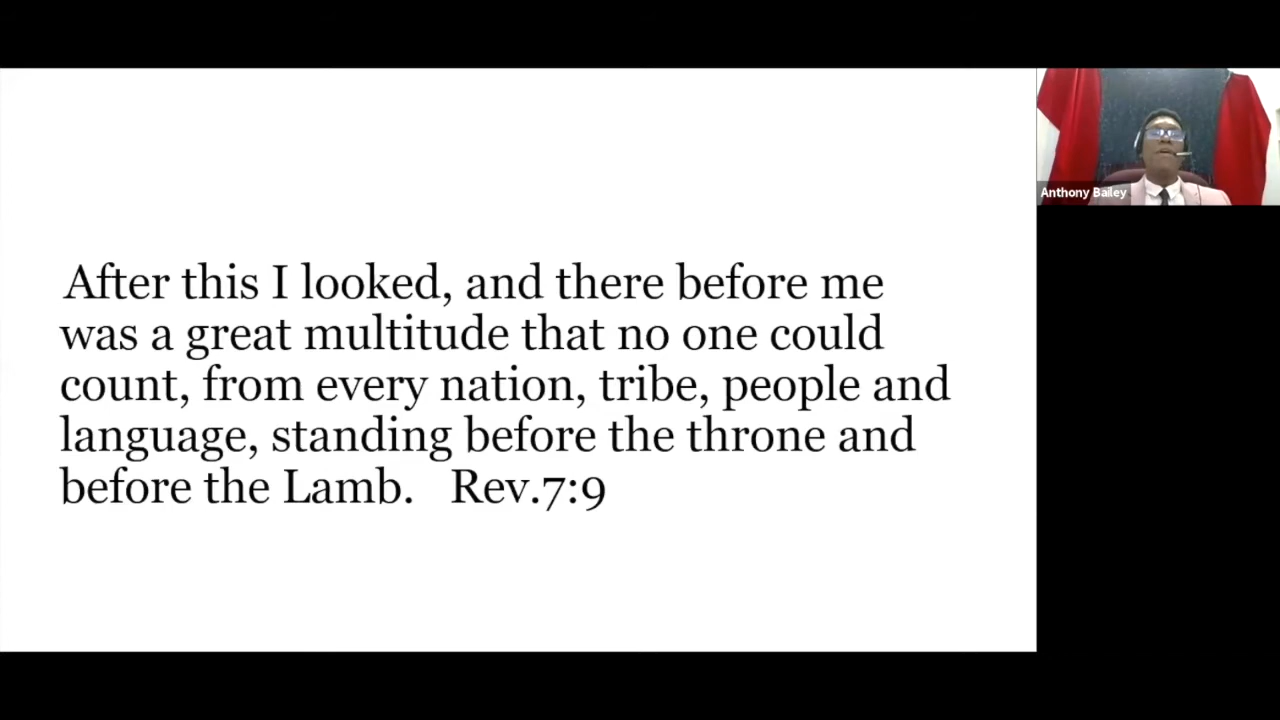 After this I looked, and there before me
was a great multitude that no one could
count, from every nation, tribe, people and
language, standing before the throne and
before the Lamb. Rev.7:9
Anthony Bailey